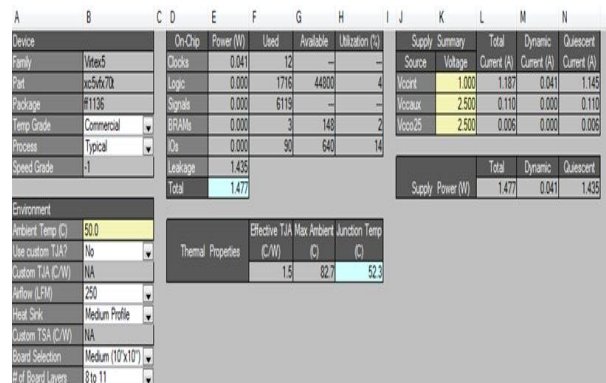 A B C D E F G H I J K L M N
Device On-Chip Power (W) Used Available Utilization (%) Supply Summary Total Dynamic Quiescent
Family Virtex5 Clocks 0.041 12 --- --- Source Voltage Current (A) Current (A) Current (A)
Part xc5vfx70t Logic 0.000 1716 44800 4 Vccint 1.000 1.187 0.041 1.145
Package ff1136 Signals 0.000 6119 --- --- Vccaux 2.500 0.110 0.000 0.110
Temp Grade Commercial BRAMs 0.000 3 148 2 Vcco25 2.500 0.006 0.000 0.006
Process Typical IOs 0.000 90 640 14
Speed Grade -1 Leakage 1.435 Total Dynamic Quiescent
Total 1.477 Supply Power (W) 1.477 0.041 1.435
Environment
Ambient Temp (C) 50.0 Effective TJA Max Ambient Junction Temp
Use custom TJA? No Thermal Properties (C/W) (C) (C)
Custom TJA (C/W) NA 1.5 82.7 52.3
Airflow (LFM) 250
Heat Sink Medium Profile
Custom TSA (C/W) NA
Board Selection Medium (10"x10")
# of Board Layers 8 to 11